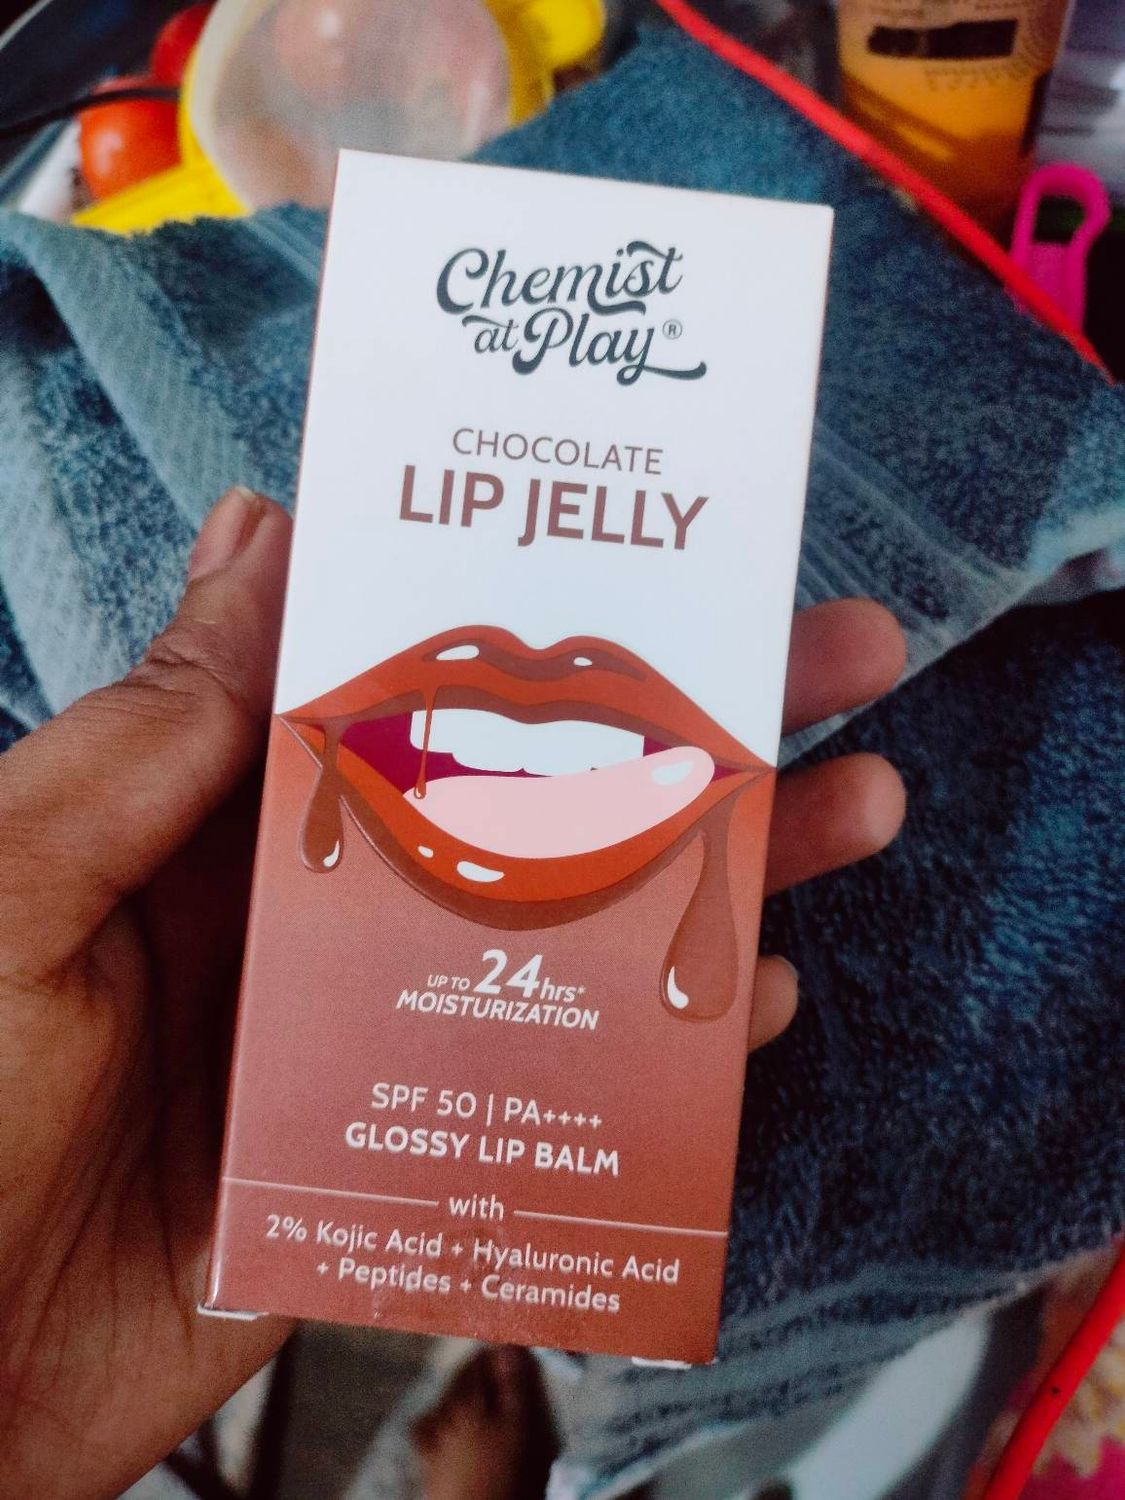 Chemist
at Play®
CHOCOLATE
LIP JELLY
UP TO 24hrs*
MOISTURIZATION
SPF 50 | PA++++
GLOSSY LIP BALM
with
2% Kojic Acid + Hyaluronic Acid
+ Peptides + Ceramides